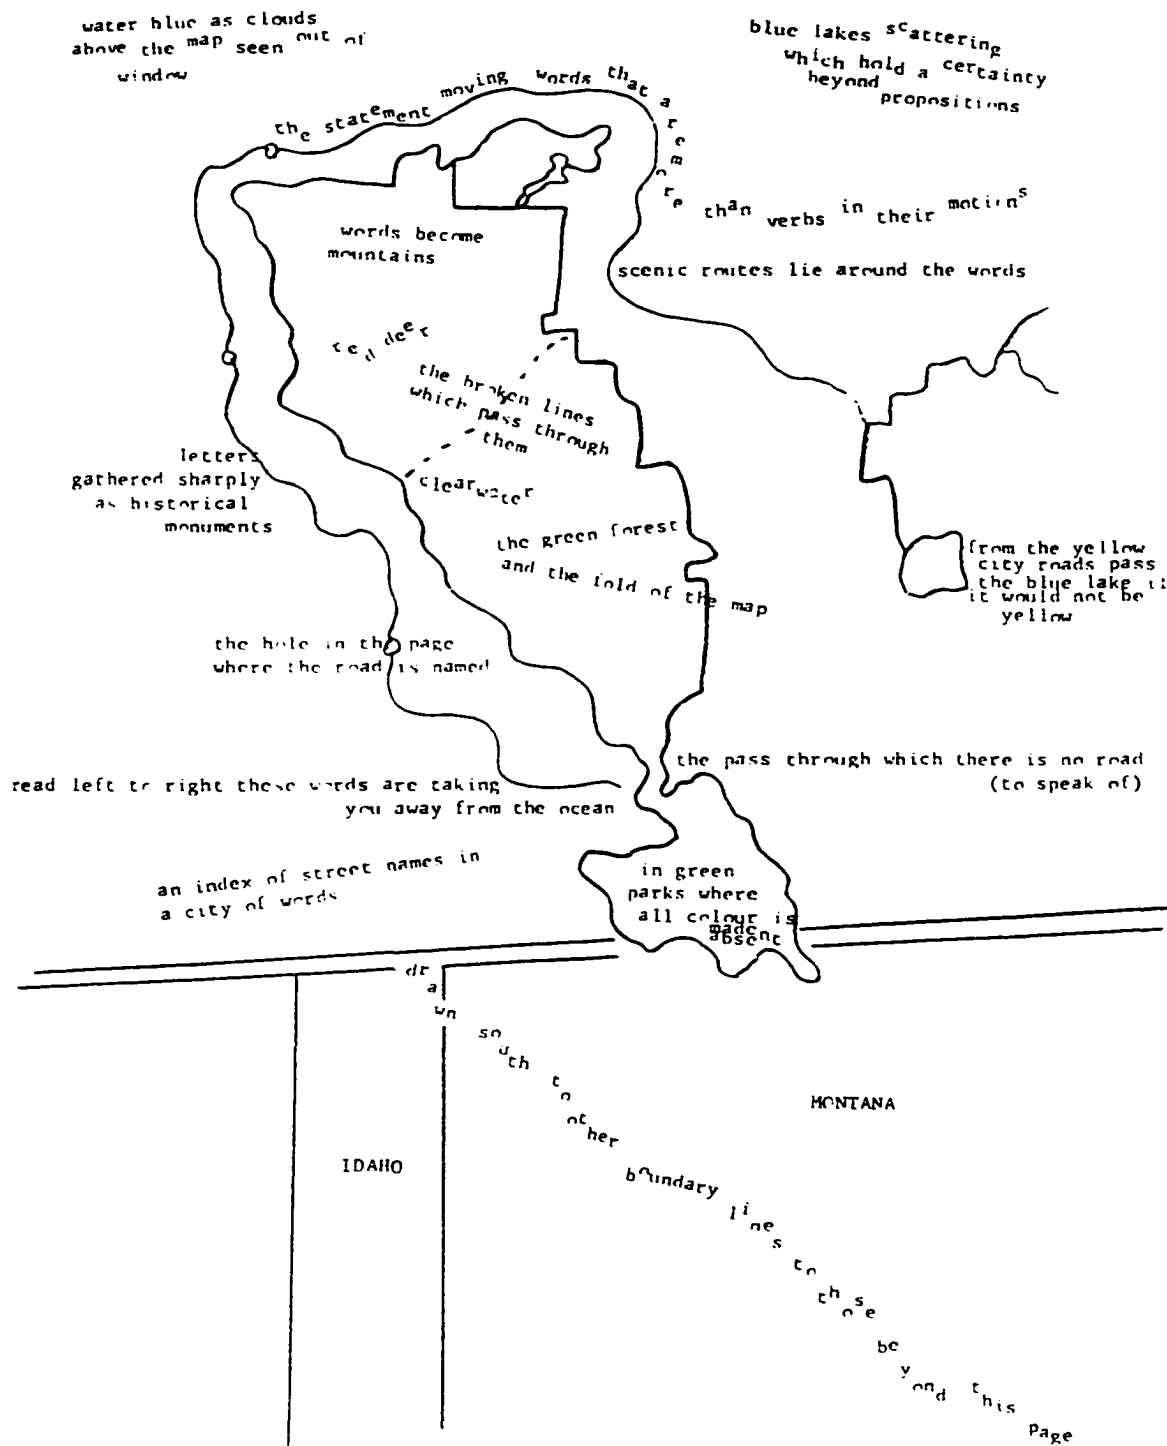 water blue as clouds
above the map seen out of
window
blue lakes scattering
which hold a certainty
beyond
propositions
the statement moving words that are more than verbs in their motions
words become
mountains
scenic routes lie around the words
red deer
the broken lines
which pass through
them
clearwater
letters
gathered sharply
as historical
monuments
the green forest
and the fold of the map
from the yellow
city roads pass
the blue lake
it would not be
yellow
the hole in the page
where the road is named
the pass through which there is no road
(to speak of)
read left to right these words are taking
you away from the ocean
an index of street names in
a city of words
in green
parks where
all colour is
made
absent
drawn south to other boundary lines to those beyond this page
MONTANA
IDAHO